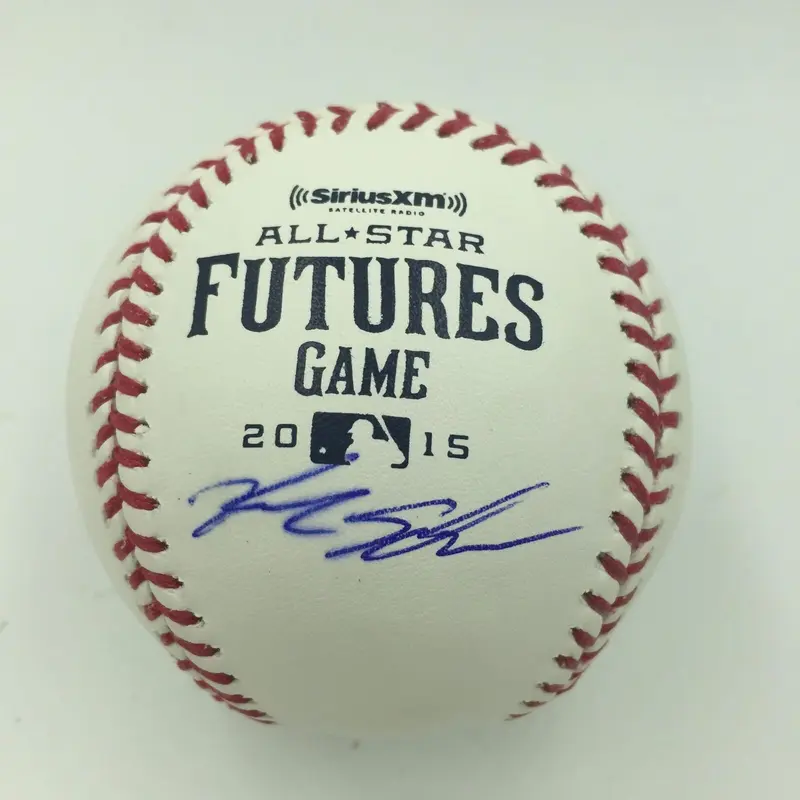 SiriusXM
SATELLITE RADIO
ALL★STAR
FUTURES
GAME
20 15